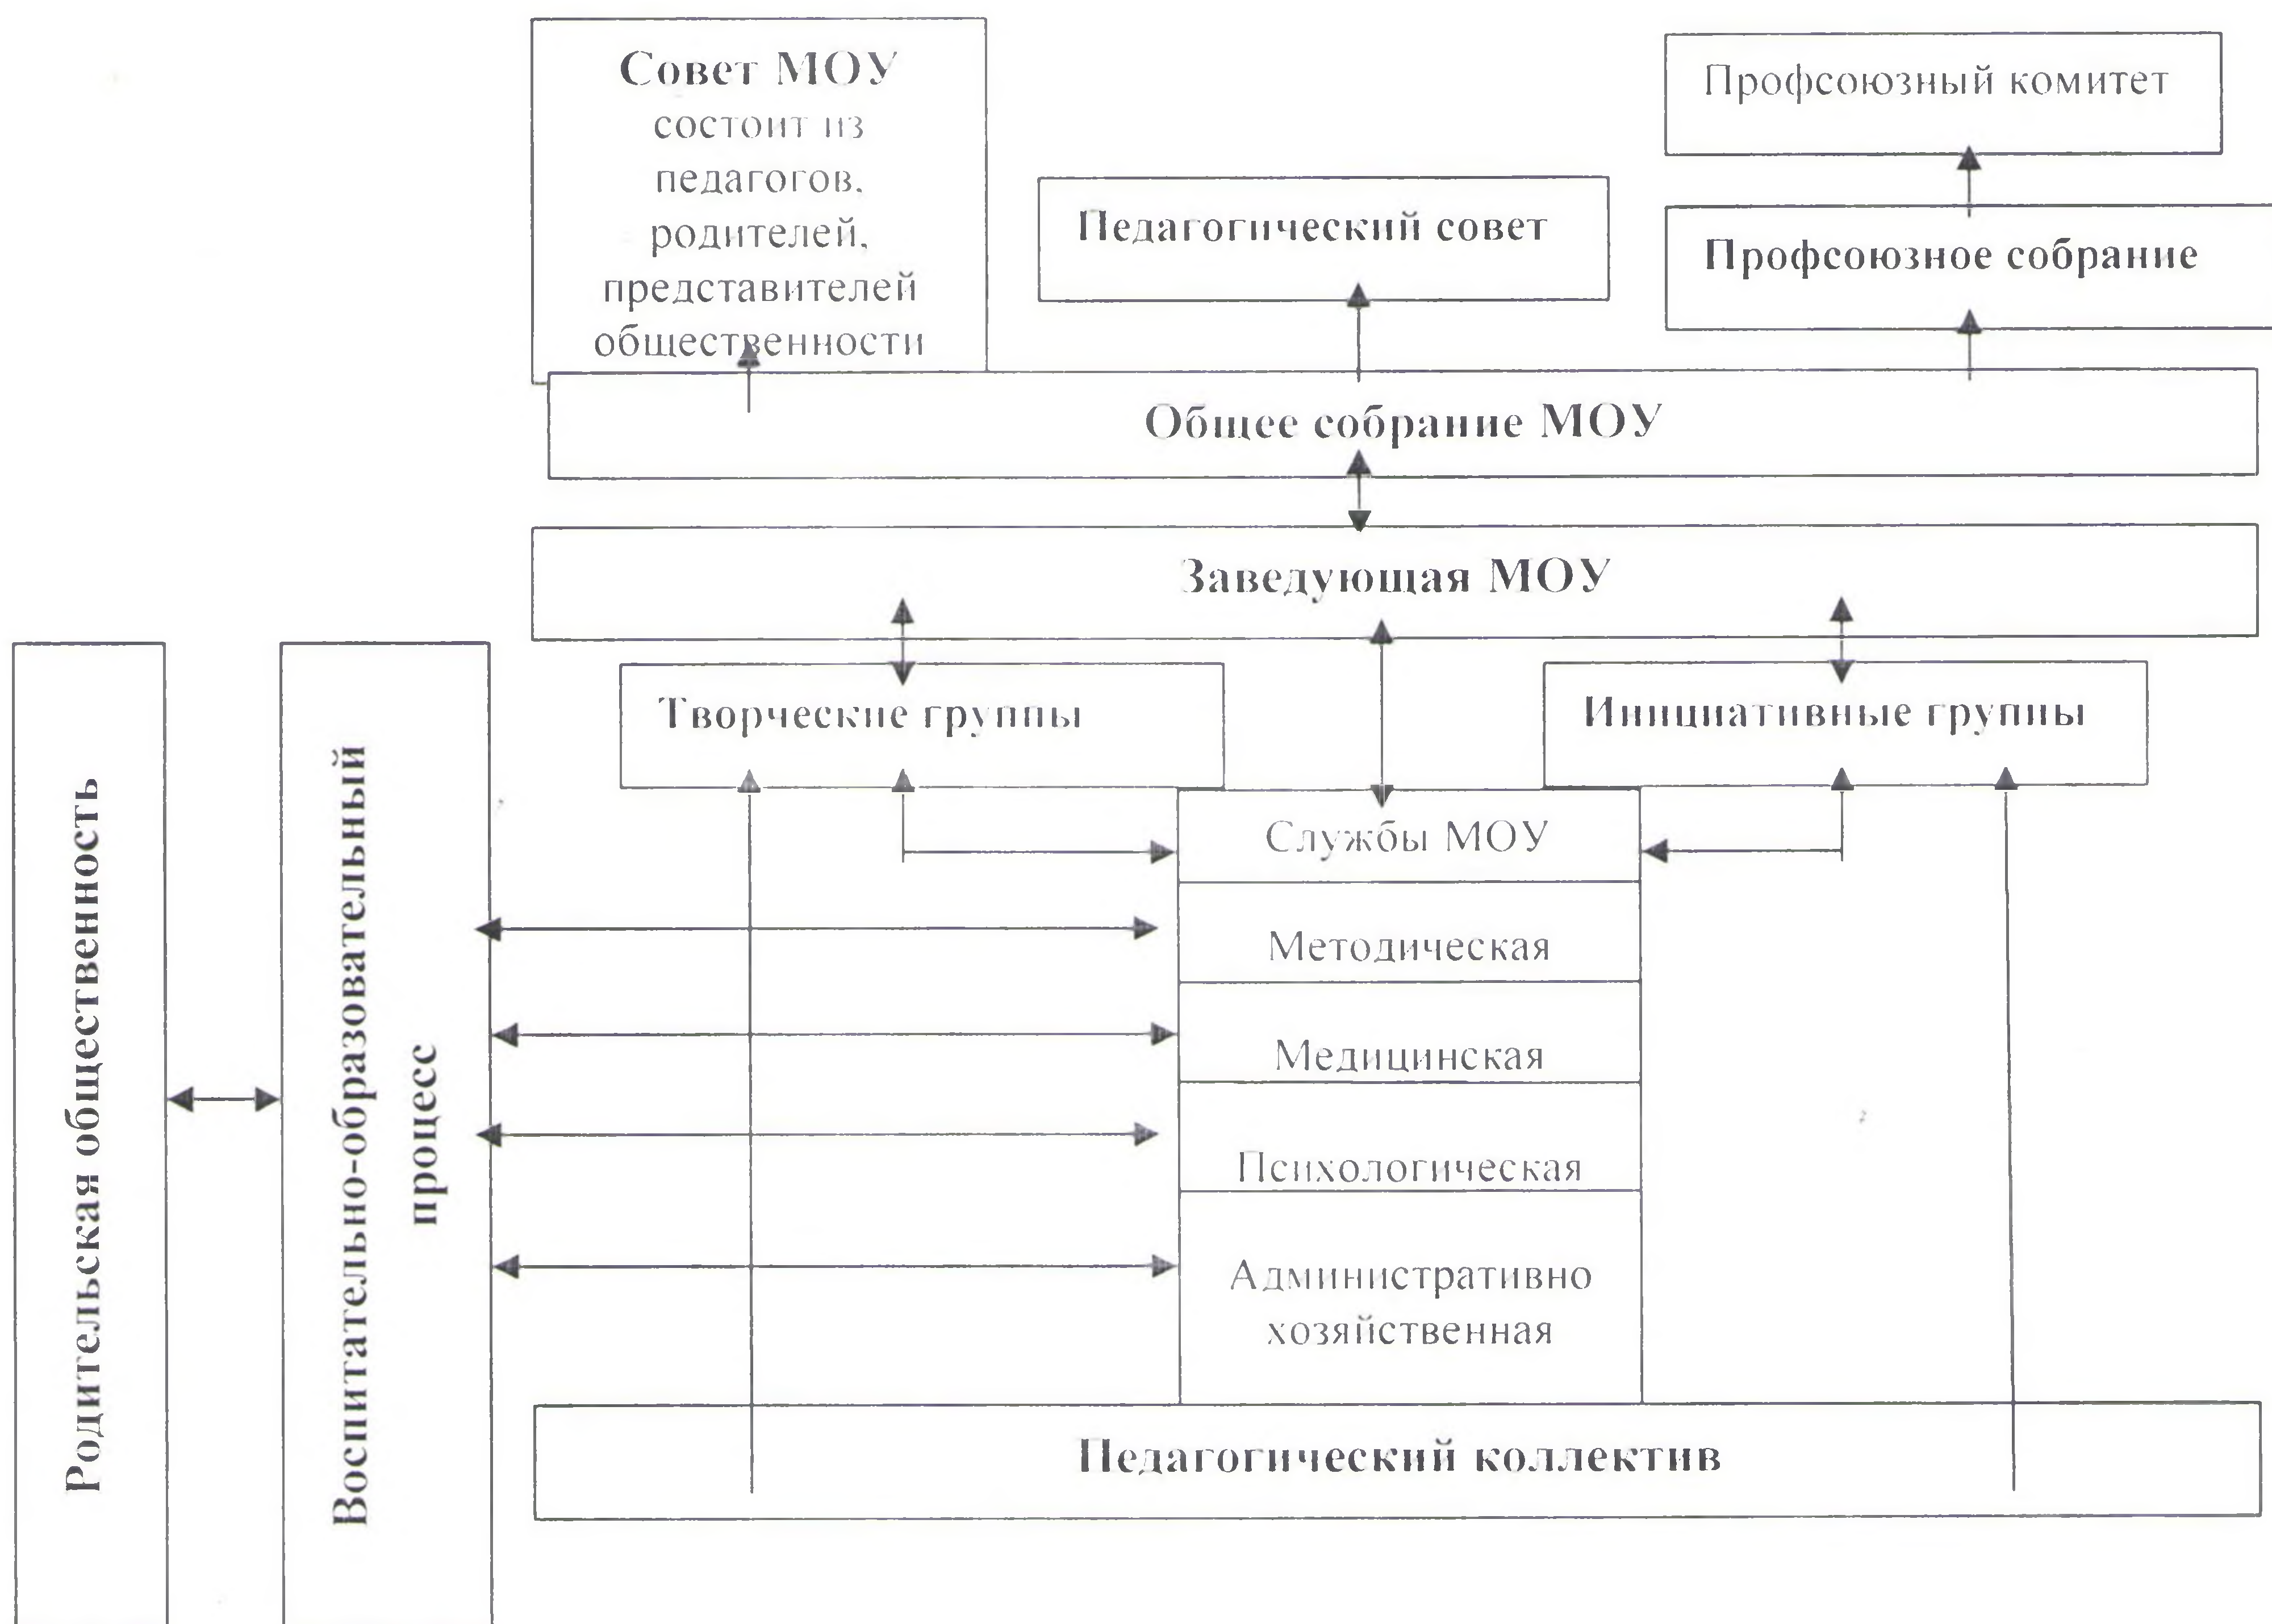 Совет МОУ
состоит из
педагогов,
родителей,
представителей
общественности
Педагогический совет
Профсоюзный комитет
Профсоюзное собрание
Общее собрание МОУ
Заведующая МОУ
Родительская общественность
Воспитательно-образовательный
процесс
Творческие группы
Инициативные группы
Службы МОУ
Методическая
Медицинская
Психологическая
Административно
хозяйственная
Педагогический коллектив